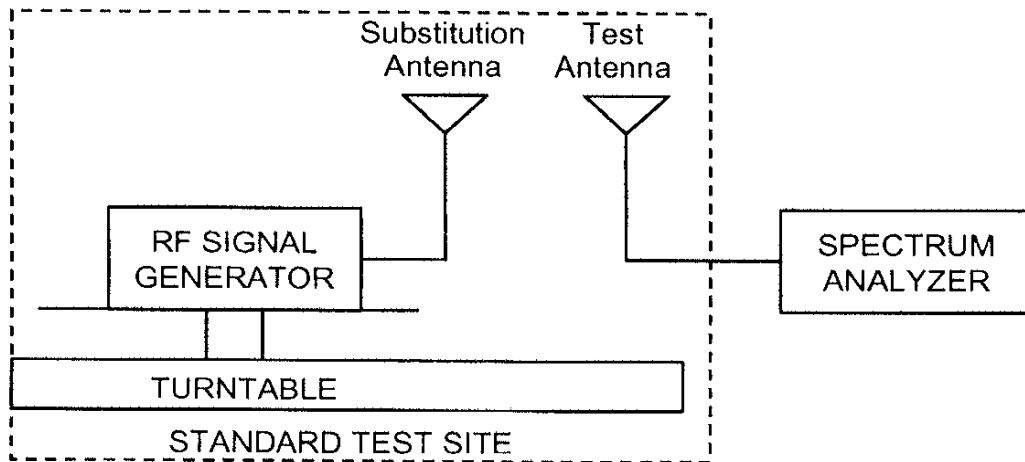 Substitution
Antenna
Test
Antenna
RF SIGNAL
GENERATOR
SPECTRUM
ANALYZER
TURNTABLE
STANDARD TEST SITE